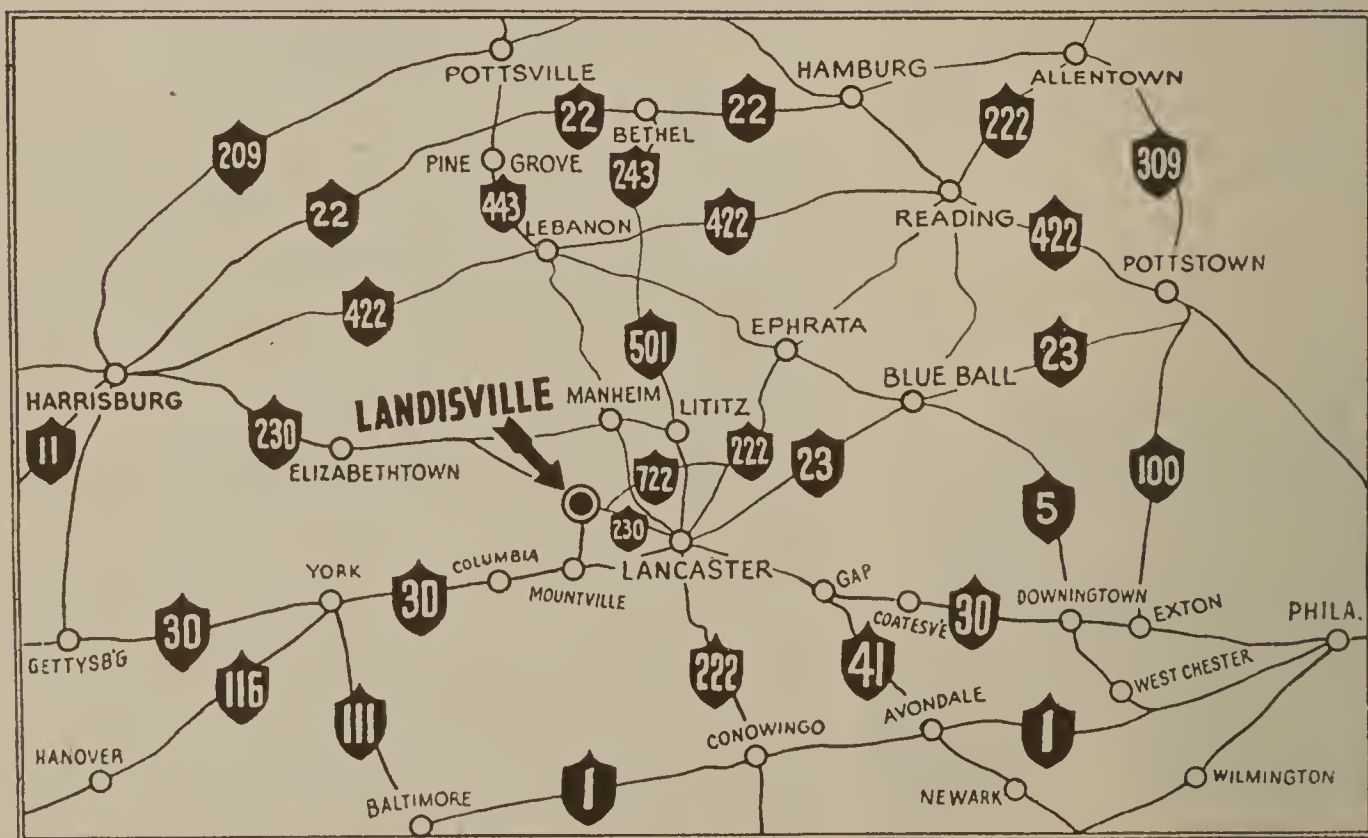 POTTSVILLE
HAMBURG
ALLENTOWN
22
BETHEL
22
222
209
PINE GROVE
243
309
22
443
LEBANON
422
READING
422
POTTSTOWN
422
501
EPHRATA
23
HARRISBURG
LANDISVILLE
MANHEIM
LITITZ
BLUE BALL
11
230
ELIZABETHTOWN
722
222
23
100
5
230
COLUMBIA
LANCASTER
GAP
YORK
30
MOUNTVILLE
COATESV'E
30
DOWNINGTOWN
EXTON
PHILA.
30
GETTYSB'G
116
222
41
WEST CHESTER
111
AVONDALE
1
CONOWINGO
HANOVER
1
BALTIMORE
NEWARK
WILMINGTON